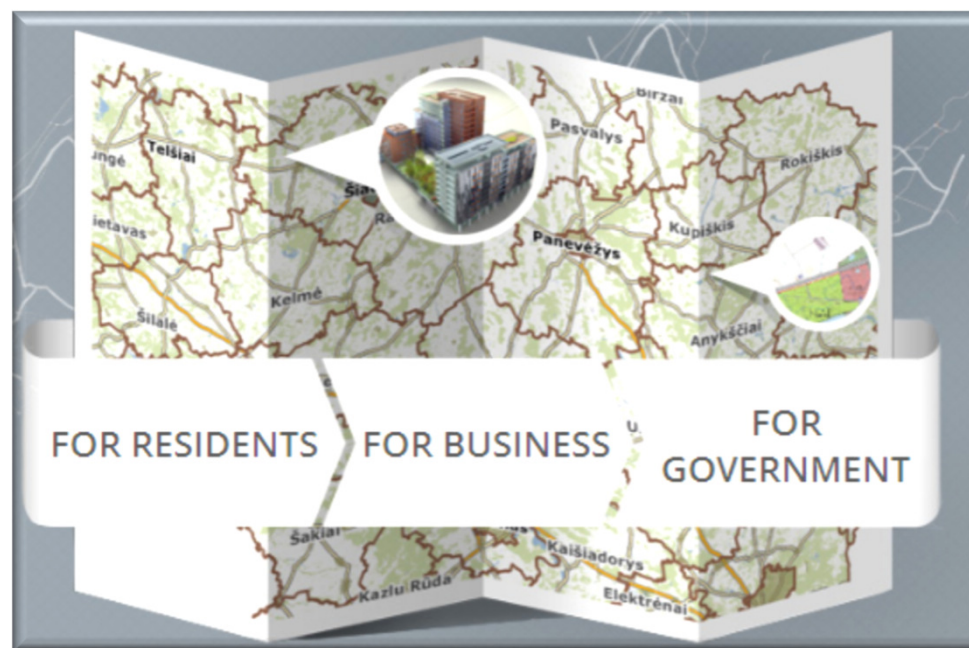 Biržai
Pasvalys
Telšiai
Rokiškis
Kupiškis
Panevėžys
Kelmė
Šilalė
Anykščiai
FOR RESIDENTS
FOR BUSINESS
FOR
GOVERNMENT
Šakiai
Kaišiadorys
Kazlų Rūda
Elektrėnai